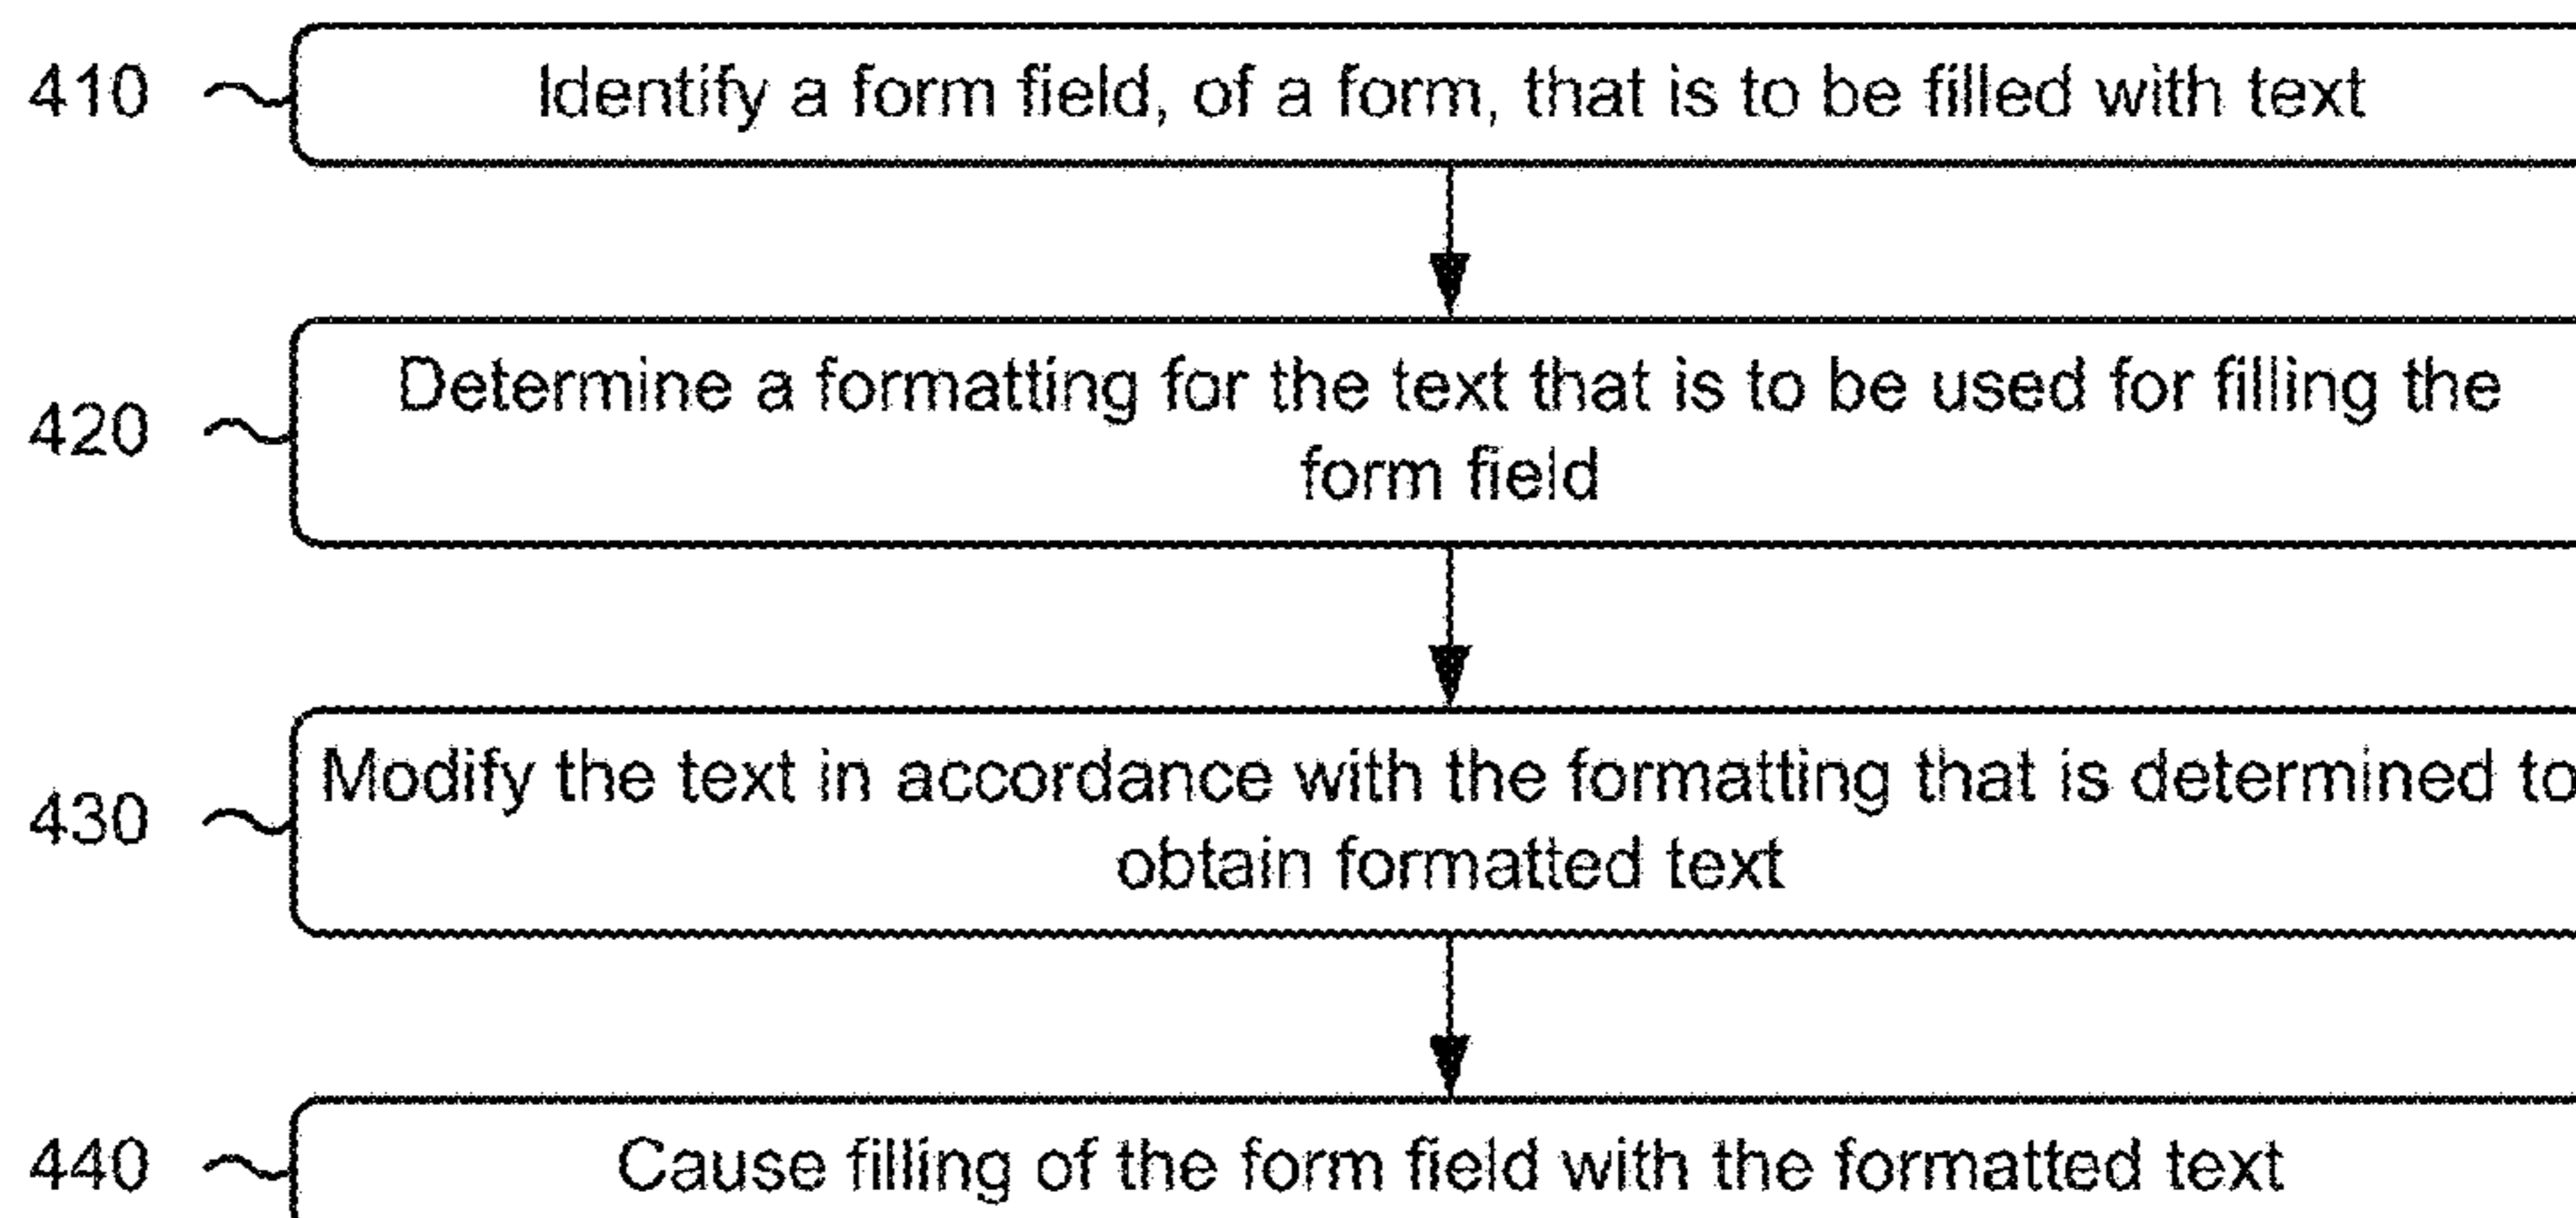 410 Identify a form field, of a form, that is to be filled with text
420 Determine a formatting for the text that is to be used for filling the
form field
430 Modify the text in accordance with the formatting that is determined to
obtain formatted text
440 Cause filling of the form field with the formatted text